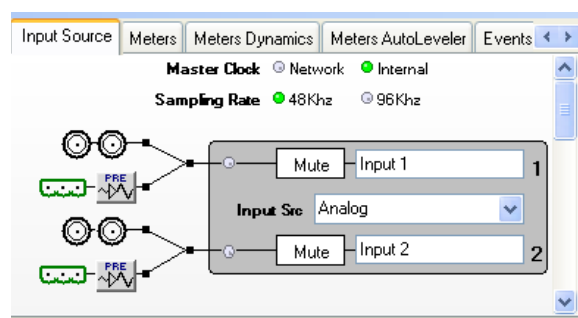 Input Source Meters Meters Dynamics Meters AutoLeveler Events
Master Clock Network Internal
Sampling Rate 48Khz 96Khz
Mute Input 1 1
PRE
Input Src Analog
Mute Input 2 2
PRE